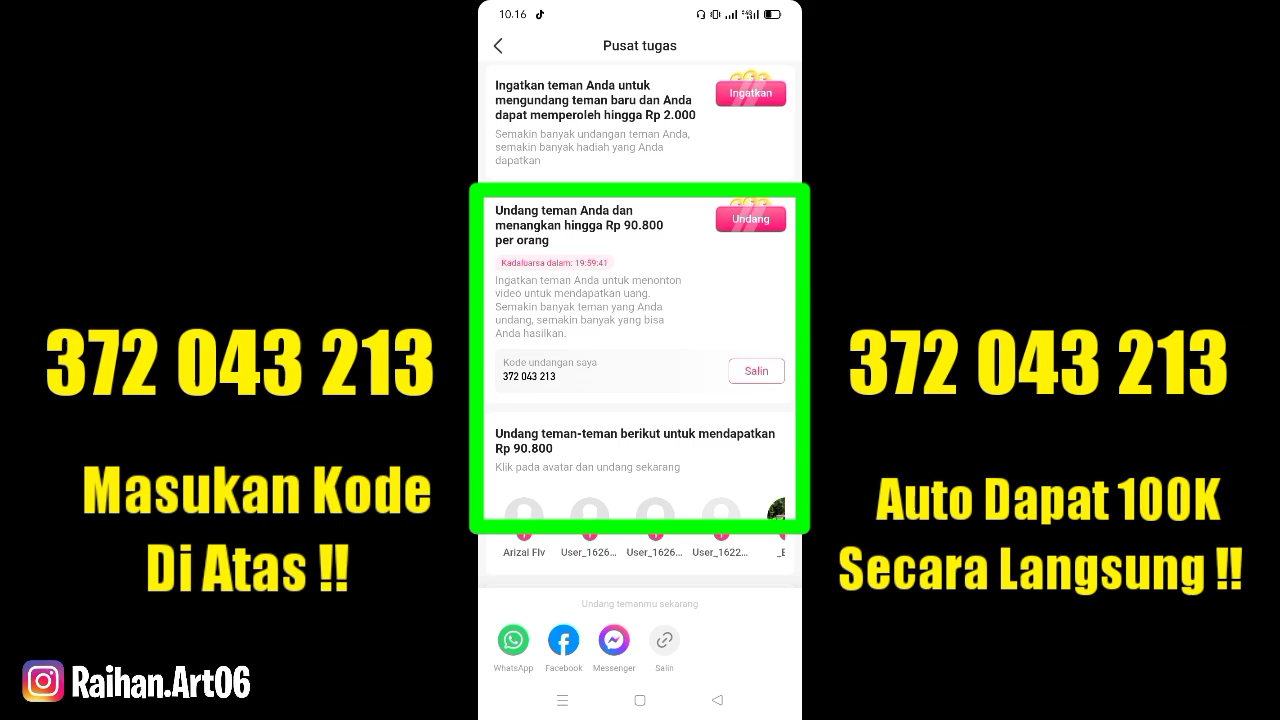 10.16
Pusat tugas
Ingatkan teman Anda untuk
mengundang teman baru dan Anda
dapat memperoleh hingga Rp 2.000
Ingatkan
Semakin banyak undangan teman Anda,
semakin banyak hadiah yang Anda
dapatkan
Undang teman Anda dan
menangkan hingga Rp 90.800
per orang
Undang
Kadaluarsa dalam: 19:59:41
Ingatkan teman Anda untuk menonton
video untuk mendapatkan uang.
Semakin banyak teman yang Anda
undang, semakin banyak yang bisa
Anda hasilkan.
Kode undangan saya
372 043 213
Salin
Undang teman-teman berikut untuk mendapatkan
Rp 90.800
Klik pada avatar dan undang sekarang
Arizal Flv
User_1626...
User_1626...
User_1622...
Undang temanmu sekarang
WhatsApp
Facebook
Messenger
Salin
372 043 213
Masukan Kode
Di Atas !!
372 043 213
Auto Dapat 100K
Secara Langsung !!
Raihan.Art06